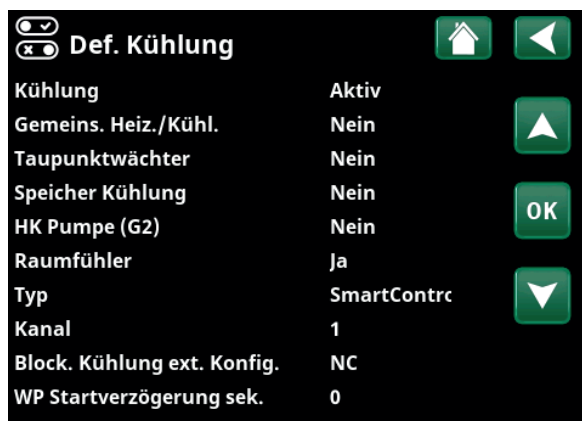 Def. Kühlung
Kühlung Aktiv
Gemeins. Heiz./Kühl. Nein
Taupunktwächter Nein
Speicher Kühlung Nein
HK Pumpe (G2) Nein
OK
Raumfühler Ja
Typ SmartContrc
Kanal 1
Block. Kühlung ext. Konfig. NC
WP Startverzögerung sek. 0